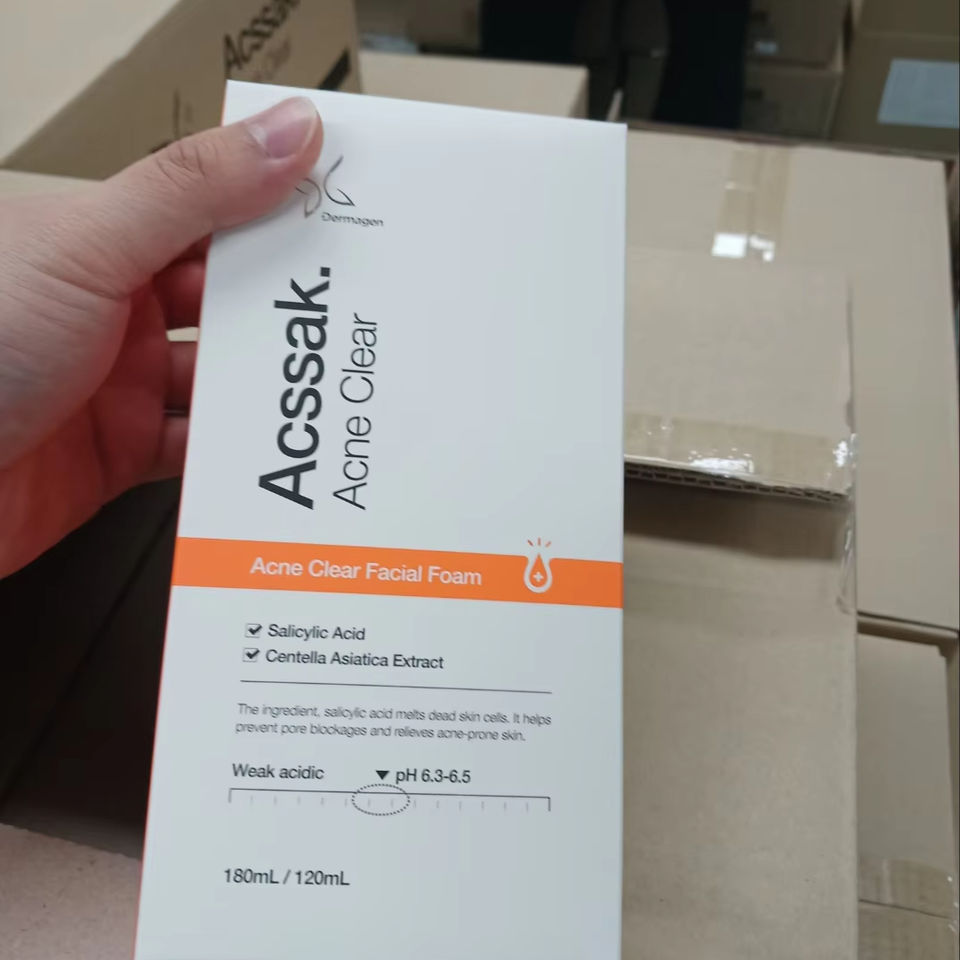 Acssak
Dermagen
Acssak.
Acne Clear
Acne Clear Facial Foam
Salicylic Acid
Centella Asiatica Extract
The ingredient, salicylic acid melts dead skin cells. It helps
prevent pore blockages and relieves acne-prone skin.
Weak acidic
pH 6.3-6.5
180mL / 120mL